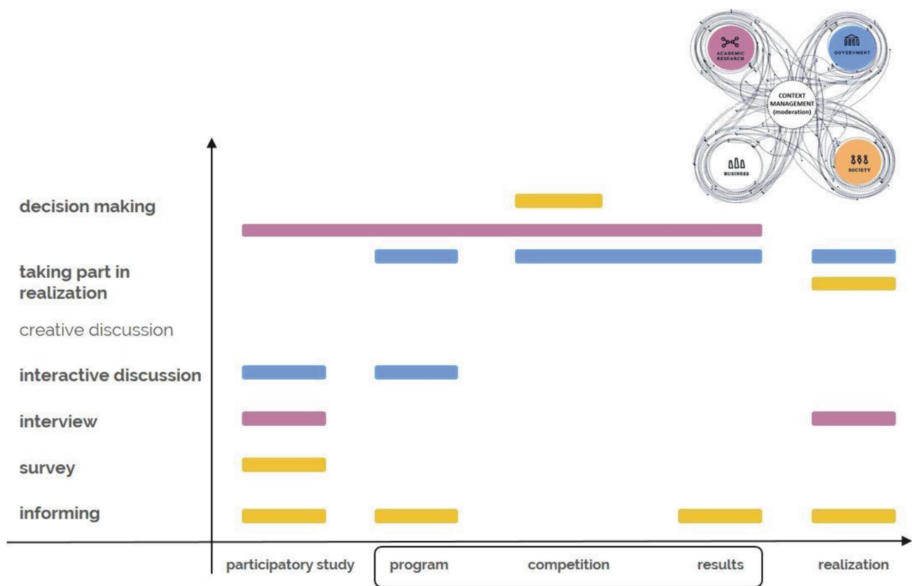 ACADEMIC
RESEARCH
GOVERNMENT
CONTEXT
MANAGEMENT
(moderation)
BUSINESS
SOCIETY
decision making
taking part in
realization
creative discussion
interactive discussion
interview
survey
informing
participatory study program competition results realization